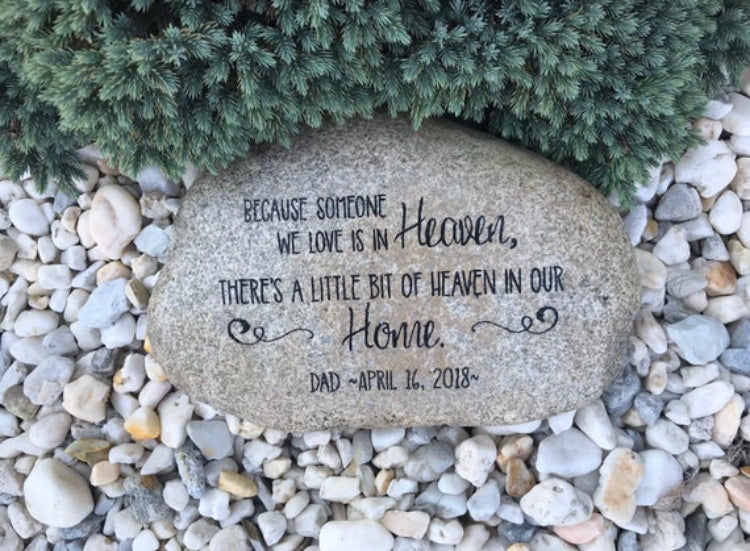 BECAUSE SOMEONE
WE LOVE IS IN Heaven,
THERE'S A LITTLE BIT OF HEAVEN IN OUR
Home.
DAD ~APRIL 16, 2018~